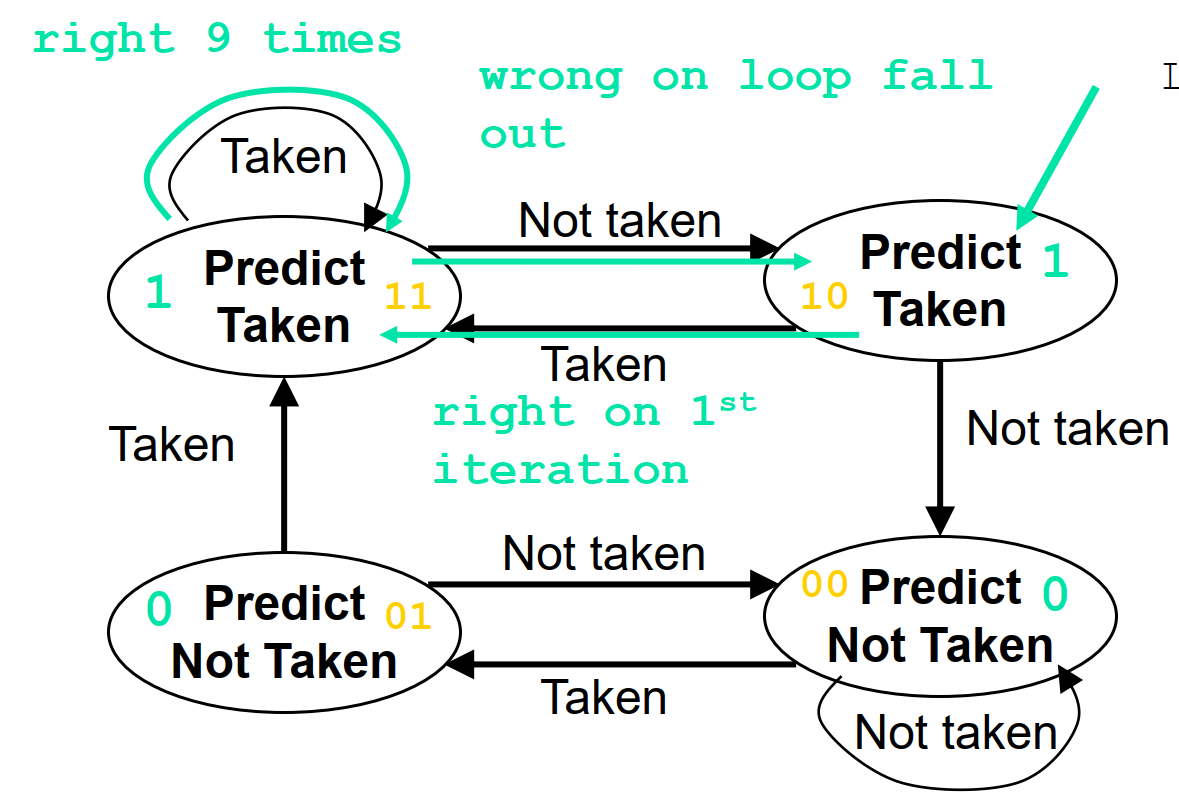 right 9 times
wrong on loop fall
out
Taken
Not taken
1 Predict 11
Taken
10 Predict 1
Taken
Taken
right on 1st
iteration
Taken
Not taken
Not taken
0 Predict 01
Not Taken
00 Predict 0
Not Taken
Taken
Not taken